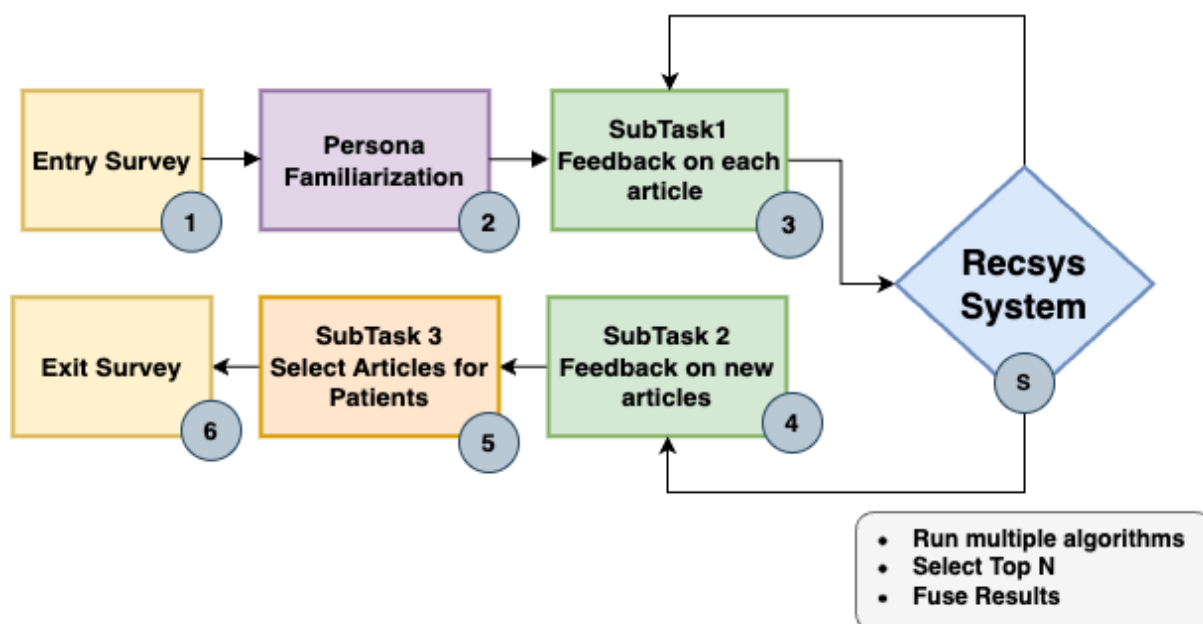 Entry Survey
1
Persona
Familiarization
2
SubTask1
Feedback on each
article
3
Recsys
System
S
Exit Survey
6
SubTask 3
Select Articles for
Patients
5
SubTask 2
Feedback on new
articles
4
• Run multiple algorithms
• Select Top N
• Fuse Results